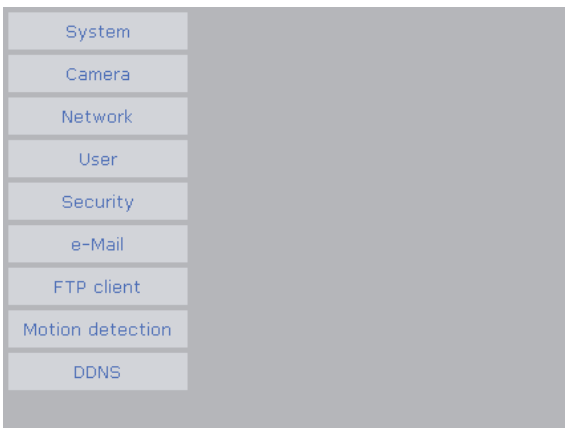 System
Camera
Network
User
Security
e-Mail
FTP client
Motion detection
DDNS